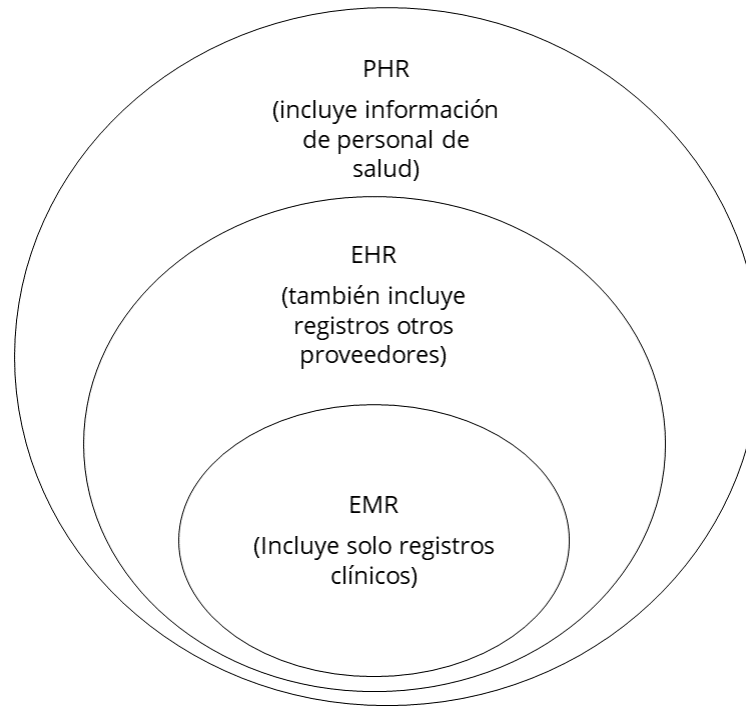 PHR
(incluye información
de personal de
salud)
EHR
(también incluye
registros otros
proveedores)
EMR
(Incluye solo registros
clínicos)